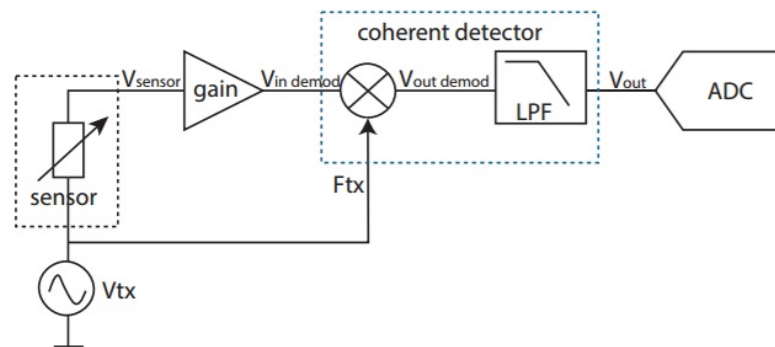 coherent detector
Vsensor
gain
Vin demod
Vout demod
LPF
Vout
ADC
sensor
Ftx
Vtx